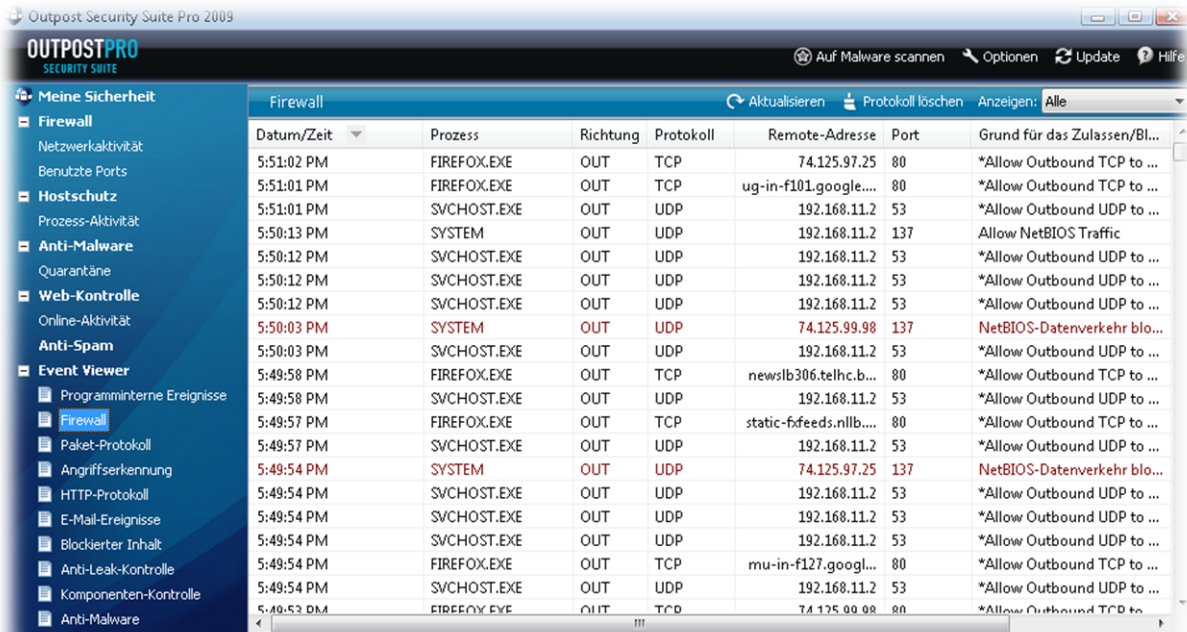 Outpost Security Suite Pro 2009
OUTPOSTPRO
SECURITY SUITE
Auf Malware scannen Optionen Update Hilfe
Meine Sicherheit
Firewall
Netzwerkaktivität
Benutzte Ports
Hostschutz
Prozess-Aktivität
Anti-Malware
Quarantäne
Web-Kontrolle
Online-Aktivität
Anti-Spam
Event Viewer
Programminterne Ereignisse
Firewall
Paket-Protokoll
Angriffserkennung
HTTP-Protokoll
E-Mail-Ereignisse
Blockierter Inhalt
Anti-Leak-Kontrolle
Komponenten-Kontrolle
Anti-Malware
Firewall Aktualisieren Protokoll löschen Anzeigen: Alle
Datum/Zeit Prozess Richtung Protokoll Remote-Adresse Port Grund für das Zulassen/Bl...
5:51:02 PM FIREFOX.EXE OUT TCP 74.125.97.25 80 *Allow Outbound TCP to ...
5:51:01 PM FIREFOX.EXE OUT TCP ug-in-f101.google.... 80 *Allow Outbound TCP to ...
5:51:01 PM SVCHOST.EXE OUT UDP 192.168.11.2 53 *Allow Outbound UDP to ...
5:50:13 PM SYSTEM OUT UDP 192.168.11.2 137 Allow NetBIOS Traffic
5:50:12 PM SVCHOST.EXE OUT UDP 192.168.11.2 53 *Allow Outbound UDP to ...
5:50:12 PM SVCHOST.EXE OUT UDP 192.168.11.2 53 *Allow Outbound UDP to ...
5:50:12 PM SVCHOST.EXE OUT UDP 192.168.11.2 53 *Allow Outbound UDP to ...
5:50:03 PM SYSTEM OUT UDP 74.125.99.98 137 NetBIOS-Datenverkehr blo...
5:50:03 PM SVCHOST.EXE OUT UDP 192.168.11.2 53 *Allow Outbound UDP to ...
5:49:58 PM FIREFOX.EXE OUT TCP newslb306.telhc.b... 80 *Allow Outbound TCP to ...
5:49:58 PM SVCHOST.EXE OUT UDP 192.168.11.2 53 *Allow Outbound UDP to ...
5:49:57 PM FIREFOX.EXE OUT TCP static-fxfeeds.nllb.... 80 *Allow Outbound TCP to ...
5:49:57 PM SVCHOST.EXE OUT UDP 192.168.11.2 53 *Allow Outbound UDP to ...
5:49:54 PM SYSTEM OUT UDP 74.125.97.25 137 NetBIOS-Datenverkehr blo...
5:49:54 PM SVCHOST.EXE OUT UDP 192.168.11.2 53 *Allow Outbound UDP to ...
5:49:54 PM SVCHOST.EXE OUT UDP 192.168.11.2 53 *Allow Outbound UDP to ...
5:49:54 PM SVCHOST.EXE OUT UDP 192.168.11.2 53 *Allow Outbound UDP to ...
5:49:54 PM FIREFOX.EXE OUT TCP mu-in-f127.googl... 80 *Allow Outbound TCP to ...
5:49:54 PM SVCHOST.EXE OUT UDP 192.168.11.2 53 *Allow Outbound UDP to ...
5:49:53 PM FIREFOX.EXE OUT TCP 74.125.99.98 80 *Allow Outbound TCP to